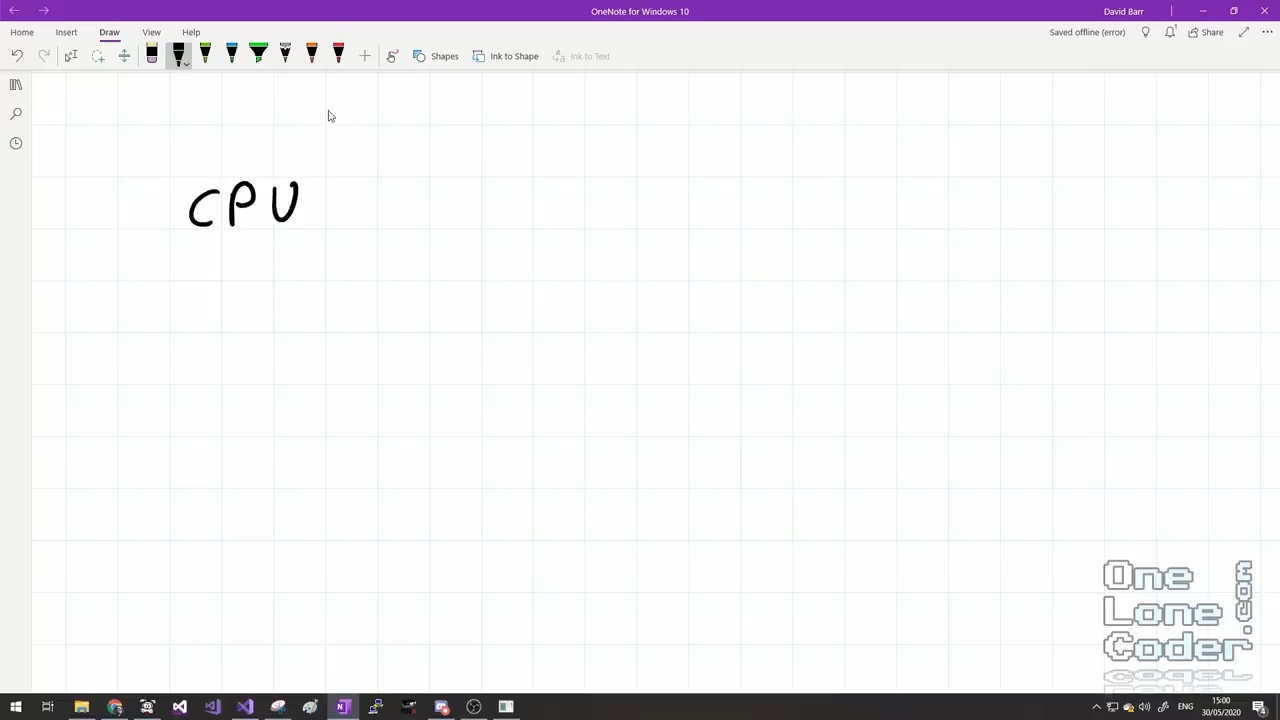 OneNote for Windows 10
David Barr
Home Insert Draw View Help
Saved offline (error)
Share
Shapes
Ink to Shape
Ink to Text
CPU
One
Lone
Coder
.com
ENG
15:00
30/05/2020